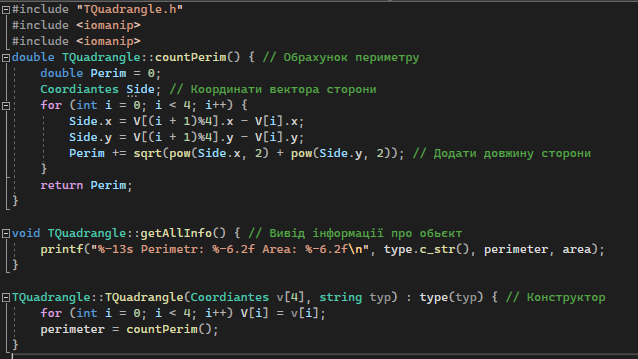 #include "TQuadrangle.h"
#include <iomanip>
#include <iomanip>
double TQuadrangle::countPerim() { // Обрахунок периметру
    double Perim = 0;
    Coordiantes Side; // Координати вектора сторони
    for (int i = 0; i < 4; i++) {
        Side.x = V[(i + 1)%4].x - V[i].x;
        Side.y = V[(i + 1)%4].y - V[i].y;
        Perim += sqrt(pow(Side.x, 2) + pow(Side.y, 2)); // Додати довжину сторони
    }
    return Perim;
}
void TQuadrangle::getAllInfo() { // Вивід інформації про обьєкт
    printf("%-13s Perimetr: %-6.2f Area: %-6.2f\n", type.c_str(), perimeter, area);
}
TQuadrangle::TQuadrangle(Coordiantes v[4], string typ) : type(typ) { // Конструктор
    for (int i = 0; i < 4; i++) V[i] = v[i];
    perimeter = countPerim();
}